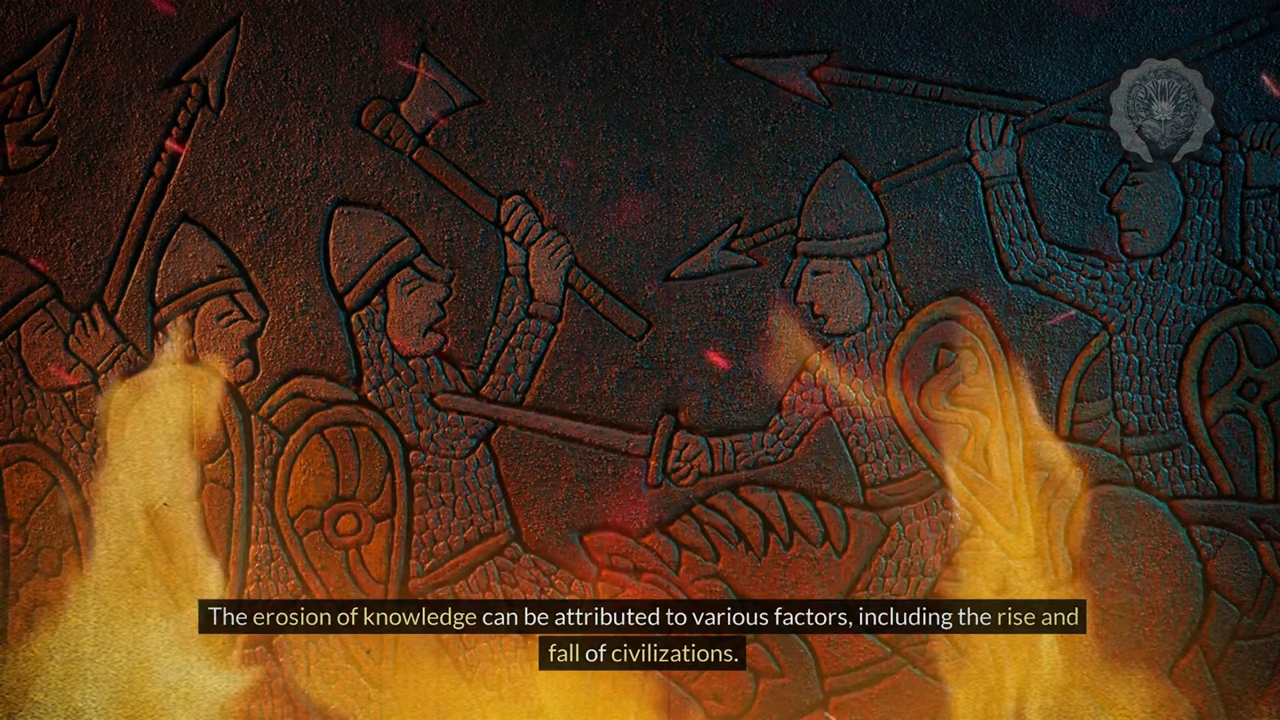 The erosion of knowledge can be attributed to various factors, including the rise and
fall of civilizations.